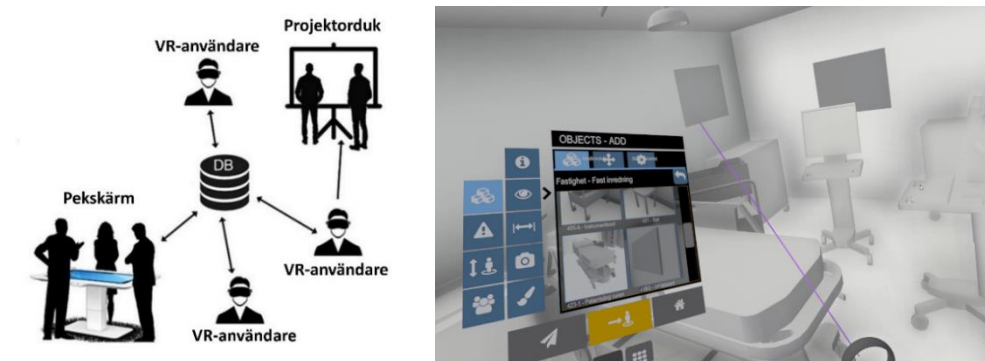 Projektorduk
VR-användare
DB
Pekskärm
VR-användare
VR-användare
OBJECTS - ADD
Fastighet - Fast inredning